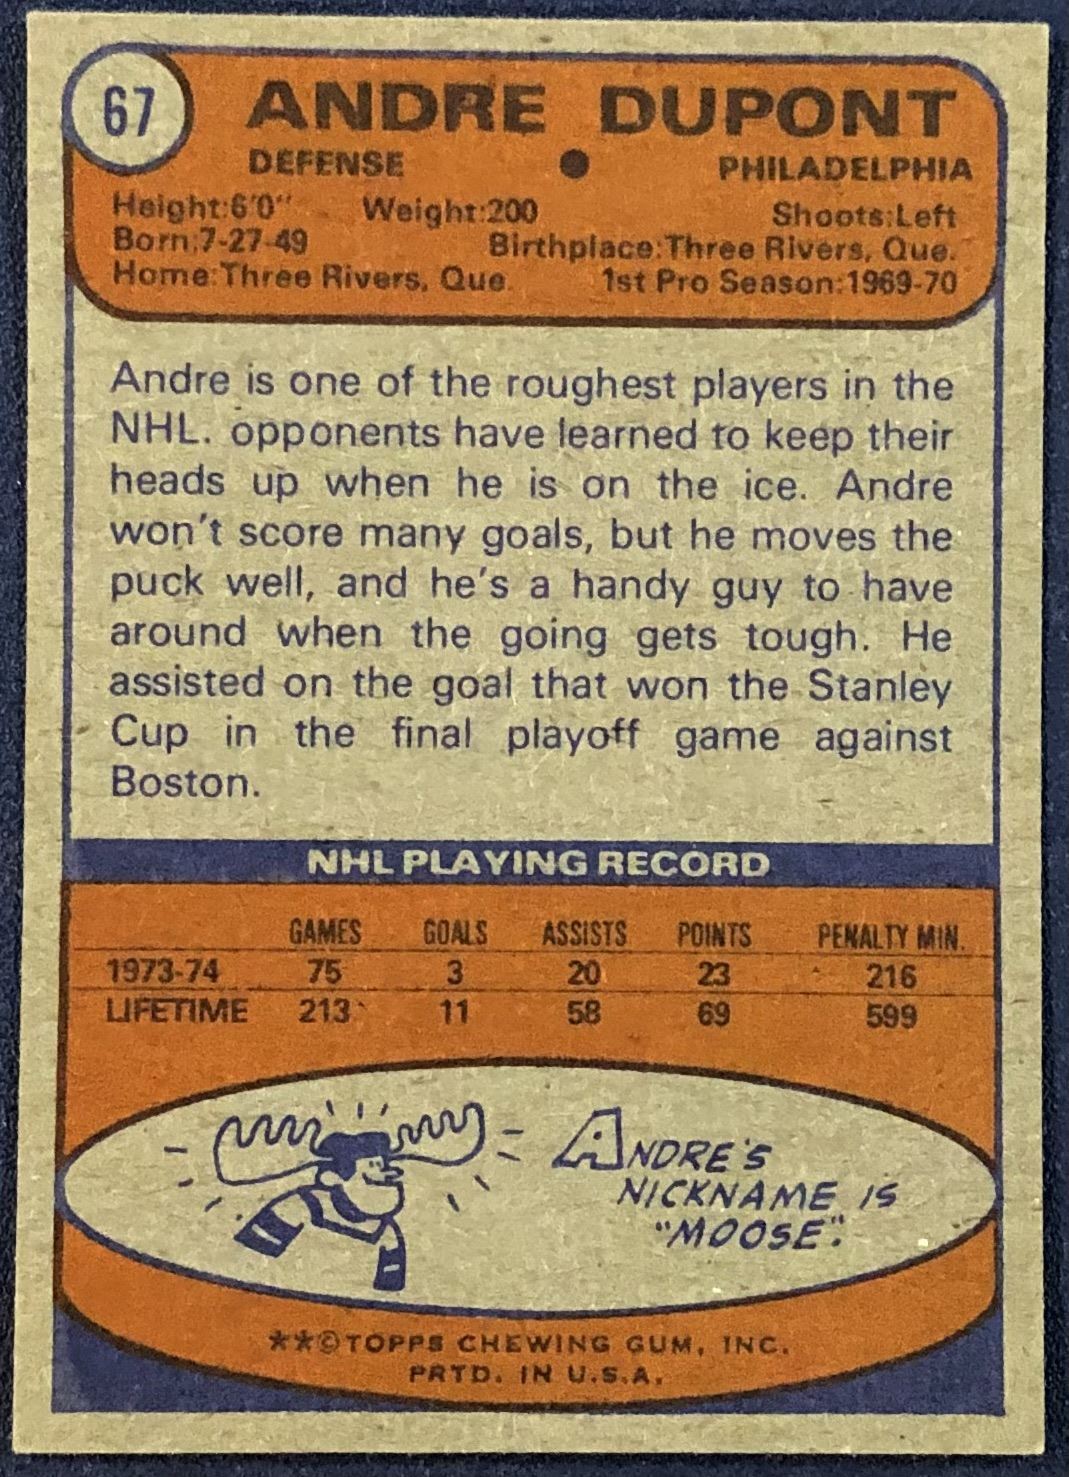 67
ANDRE DUPONT
DEFENSE • PHILADELPHIA
Height:6'0" Weight:200 Shoots:Left
Born:7-27-49 Birthplace:Three Rivers, Que.
Home:Three Rivers, Que. 1st Pro Season:1969-70
Andre is one of the roughest players in the
NHL. opponents have learned to keep their
heads up when he is on the ice. Andre
won't score many goals, but he moves the
puck well, and he's a handy guy to have
around when the going gets tough. He
assisted on the goal that won the Stanley
Cup in the final playoff game against
Boston.
NHL PLAYING RECORD
GAMES GOALS ASSISTS POINTS PENALTY MIN.
1973-74 75 3 20 23 216
LIFETIME 213 11 58 69 599
ANDRE'S
NICKNAME IS
"MOOSE".
**©TOPPS CHEWING GUM, INC.
PRTD. IN U.S.A.